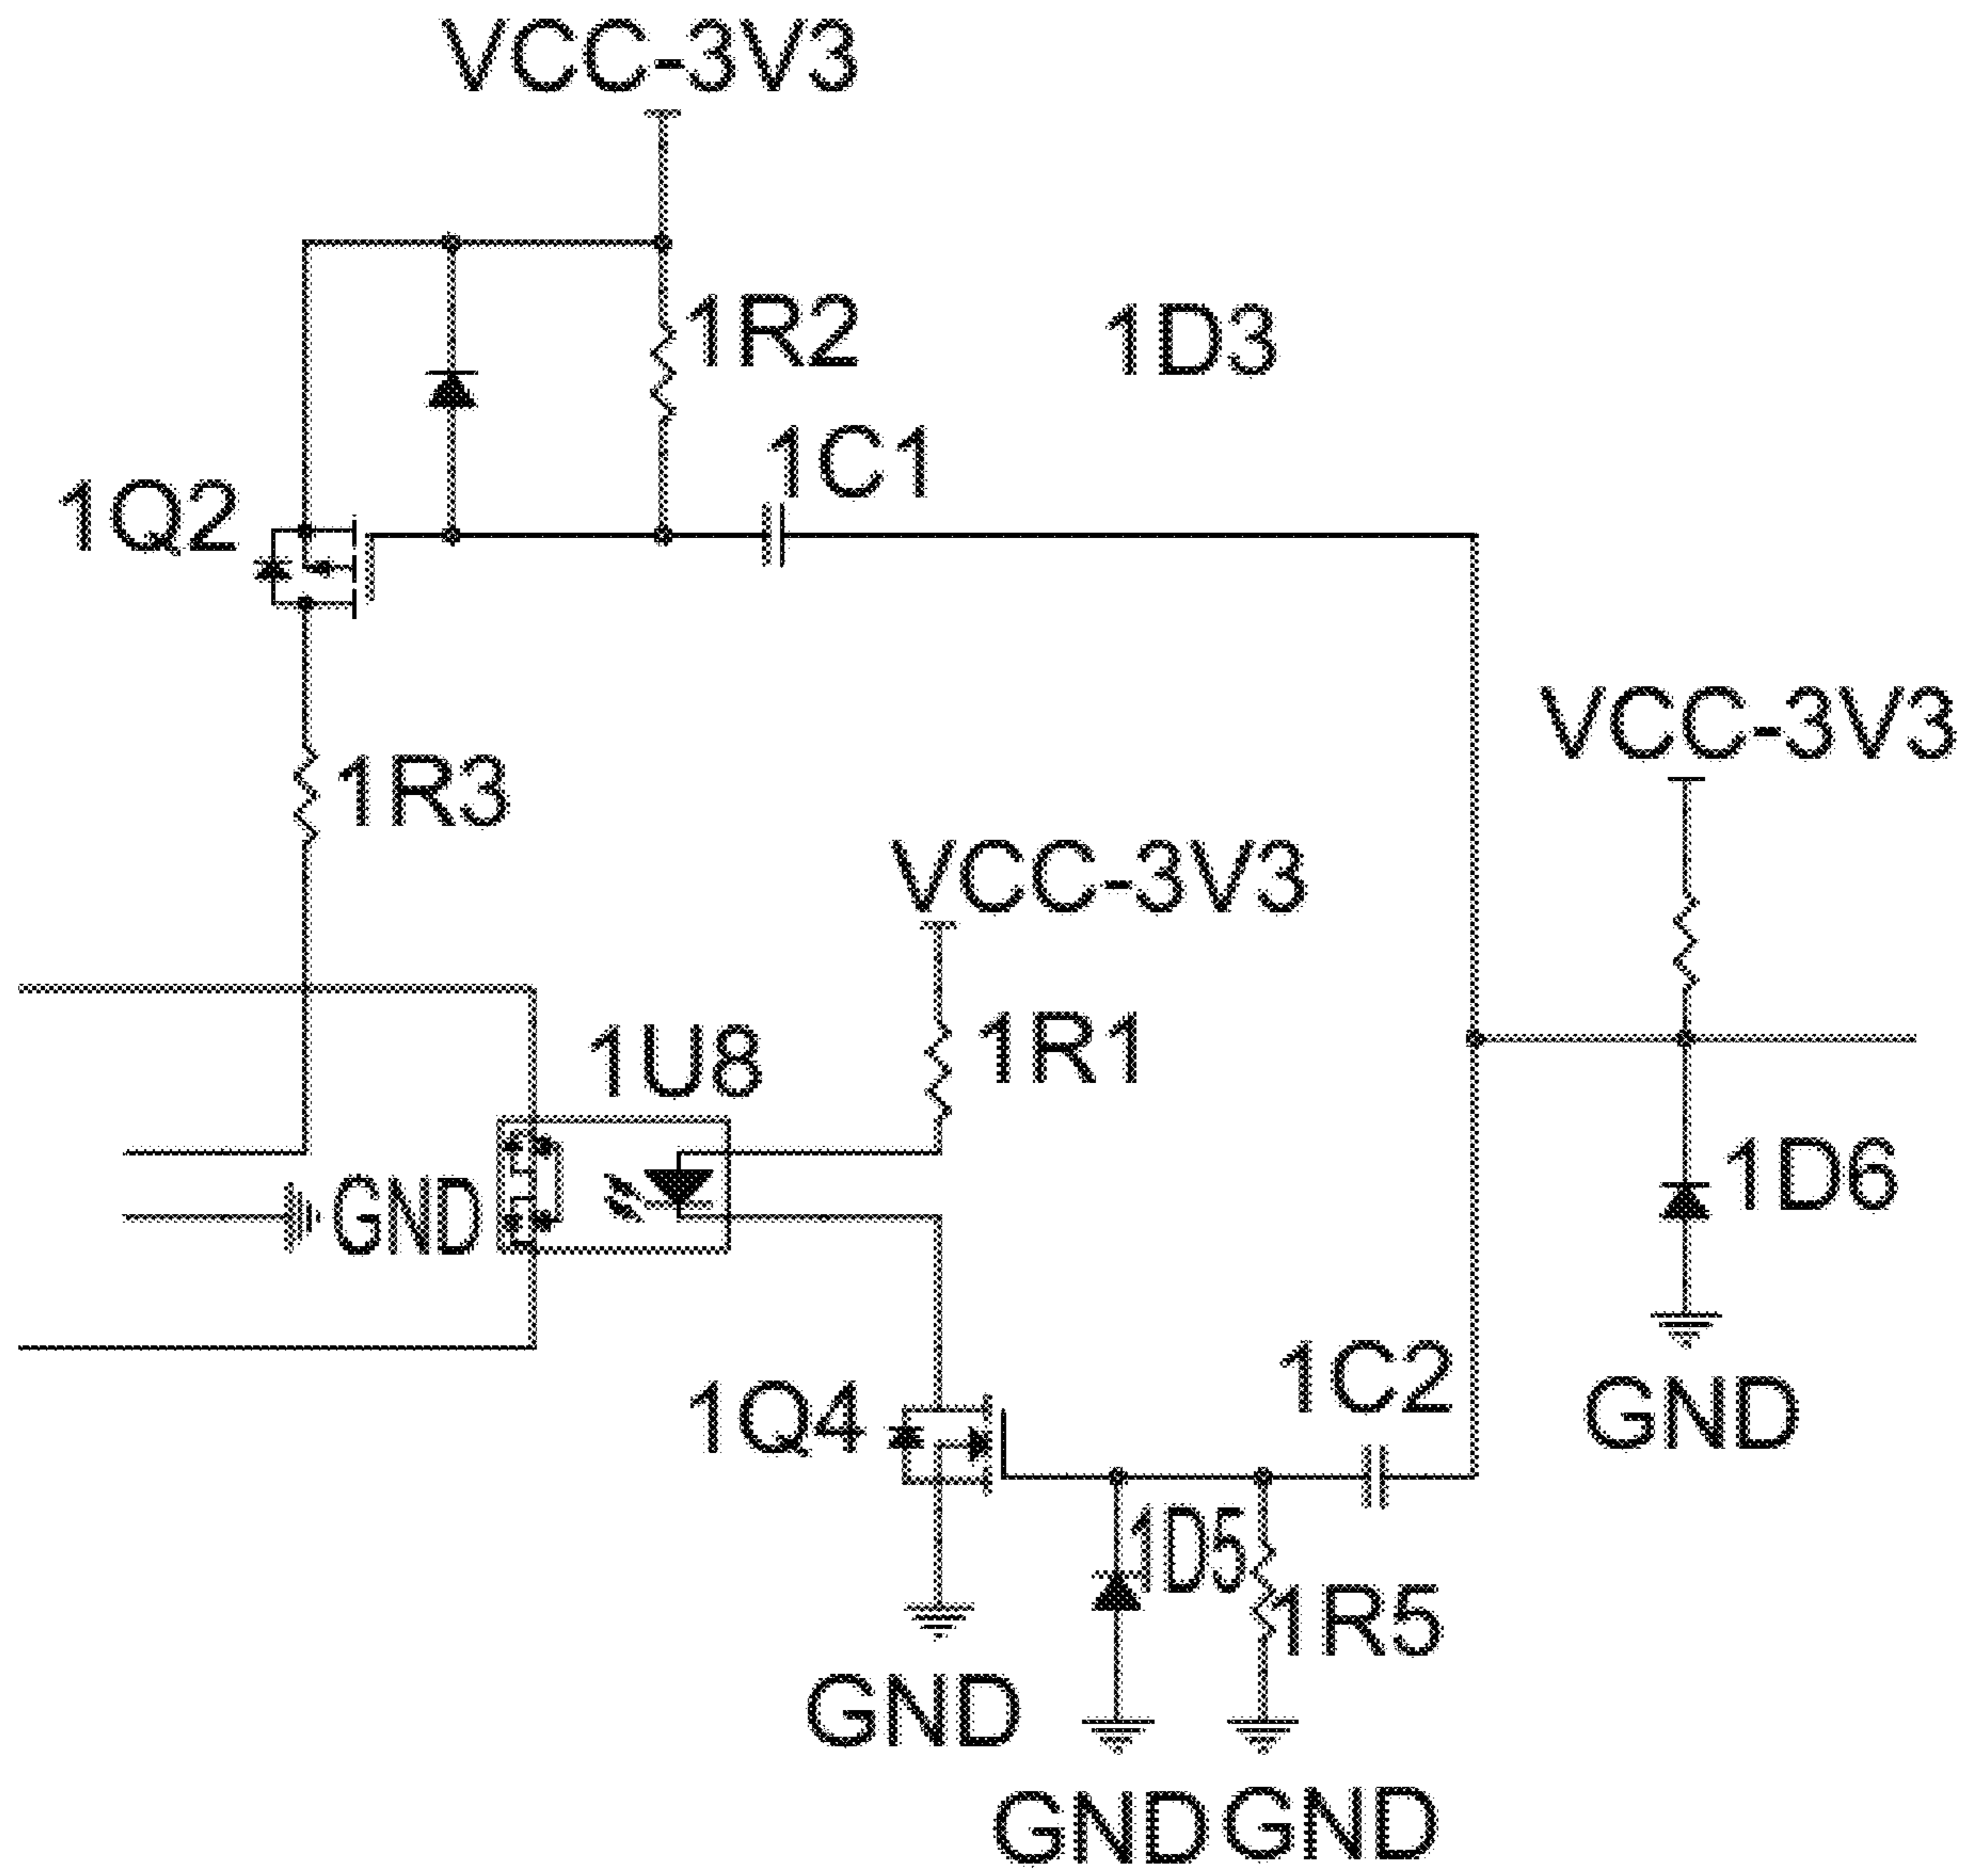 VCC-3V3
1R2
1D3
1C1
1Q2
VCC-3V3
1R3
VCC-3V3
1R1
1U8
1D6
GND
1C2
1Q4
GND
1D5
1R5
GND
GND
GND